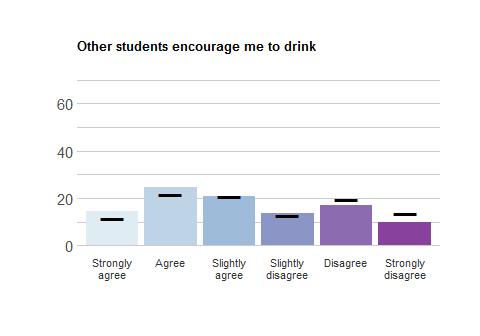 Other students encourage me to drink
60
40
20
0
Strongly
agree
Agree
Slightly
agree
Slightly
disagree
Disagree
Strongly
disagree